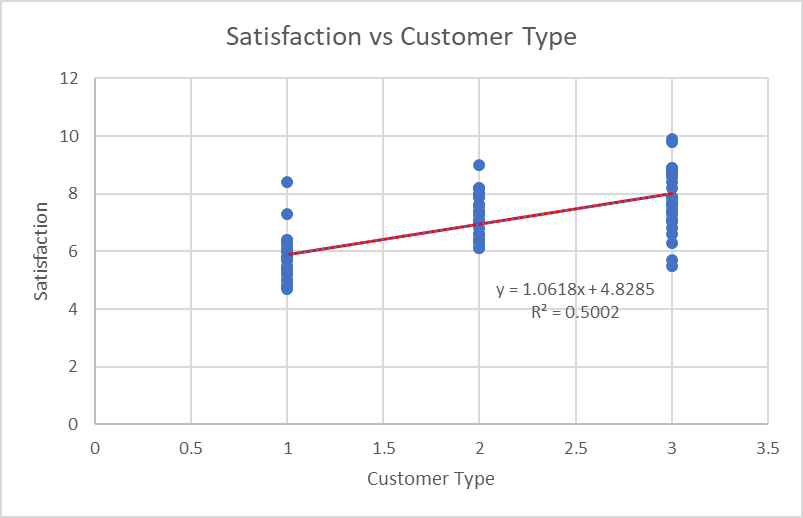 Satisfaction vs Customer Type
12
10
8
6
4
2
0
Satisfaction
y = 1.0618x + 4.8285
R² = 0.5002
0 0.5 1 1.5 2 2.5 3 3.5
Customer Type